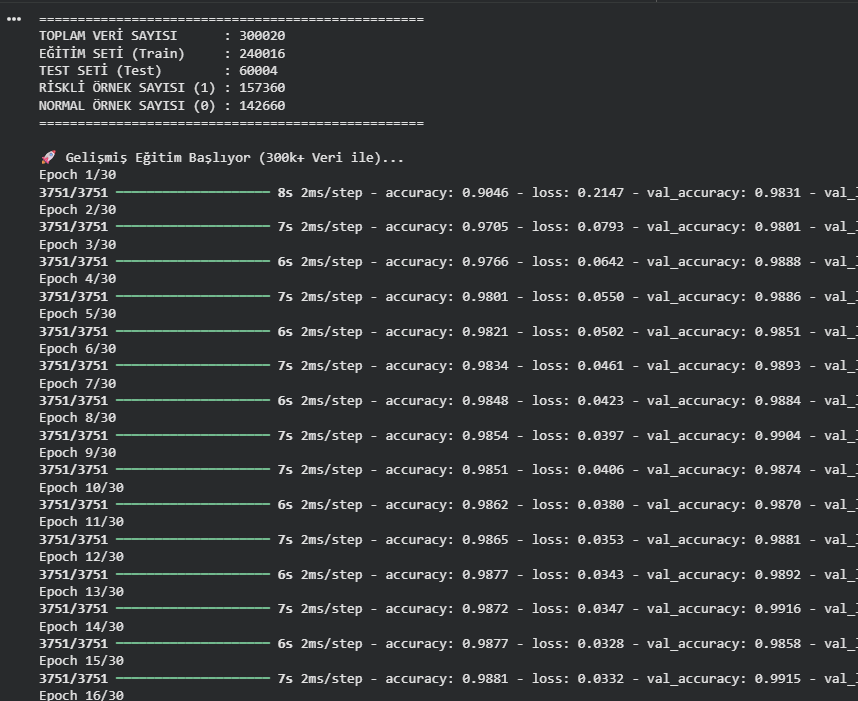 ================================================
TOPLAM VERİ SAYISI : 300020
EĞİTİM SETİ (Train) : 240016
TEST SETİ (Test) : 60004
RİSKLİ ÖRNEK SAYISI (1) : 157360
NORMAL ÖRNEK SAYISI (0) : 142660
================================================
🚀 Gelişmiş Eğitim Başlıyor (300k+ Veri ile)...
Epoch 1/30
3751/3751 ━━━━━━━━━━━━━━━━━━━━ 8s 2ms/step - accuracy: 0.9046 - loss: 0.2147 - val_accuracy: 0.9831 - val_
Epoch 2/30
3751/3751 ━━━━━━━━━━━━━━━━━━━━ 7s 2ms/step - accuracy: 0.9705 - loss: 0.0793 - val_accuracy: 0.9801 - val_
Epoch 3/30
3751/3751 ━━━━━━━━━━━━━━━━━━━━ 6s 2ms/step - accuracy: 0.9766 - loss: 0.0642 - val_accuracy: 0.9888 - val_
Epoch 4/30
3751/3751 ━━━━━━━━━━━━━━━━━━━━ 7s 2ms/step - accuracy: 0.9801 - loss: 0.0550 - val_accuracy: 0.9886 - val_
Epoch 5/30
3751/3751 ━━━━━━━━━━━━━━━━━━━━ 6s 2ms/step - accuracy: 0.9821 - loss: 0.0502 - val_accuracy: 0.9851 - val_
Epoch 6/30
3751/3751 ━━━━━━━━━━━━━━━━━━━━ 7s 2ms/step - accuracy: 0.9834 - loss: 0.0461 - val_accuracy: 0.9893 - val_
Epoch 7/30
3751/3751 ━━━━━━━━━━━━━━━━━━━━ 6s 2ms/step - accuracy: 0.9848 - loss: 0.0423 - val_accuracy: 0.9884 - val_
Epoch 8/30
3751/3751 ━━━━━━━━━━━━━━━━━━━━ 7s 2ms/step - accuracy: 0.9854 - loss: 0.0397 - val_accuracy: 0.9904 - val_
Epoch 9/30
3751/3751 ━━━━━━━━━━━━━━━━━━━━ 7s 2ms/step - accuracy: 0.9851 - loss: 0.0406 - val_accuracy: 0.9874 - val_
Epoch 10/30
3751/3751 ━━━━━━━━━━━━━━━━━━━━ 6s 2ms/step - accuracy: 0.9862 - loss: 0.0380 - val_accuracy: 0.9870 - val_
Epoch 11/30
3751/3751 ━━━━━━━━━━━━━━━━━━━━ 7s 2ms/step - accuracy: 0.9865 - loss: 0.0353 - val_accuracy: 0.9881 - val_
Epoch 12/30
3751/3751 ━━━━━━━━━━━━━━━━━━━━ 6s 2ms/step - accuracy: 0.9877 - loss: 0.0343 - val_accuracy: 0.9892 - val_
Epoch 13/30
3751/3751 ━━━━━━━━━━━━━━━━━━━━ 7s 2ms/step - accuracy: 0.9872 - loss: 0.0347 - val_accuracy: 0.9916 - val_
Epoch 14/30
3751/3751 ━━━━━━━━━━━━━━━━━━━━ 6s 2ms/step - accuracy: 0.9877 - loss: 0.0328 - val_accuracy: 0.9858 - val_
Epoch 15/30
3751/3751 ━━━━━━━━━━━━━━━━━━━━ 7s 2ms/step - accuracy: 0.9881 - loss: 0.0332 - val_accuracy: 0.9915 - val_
Epoch 16/30